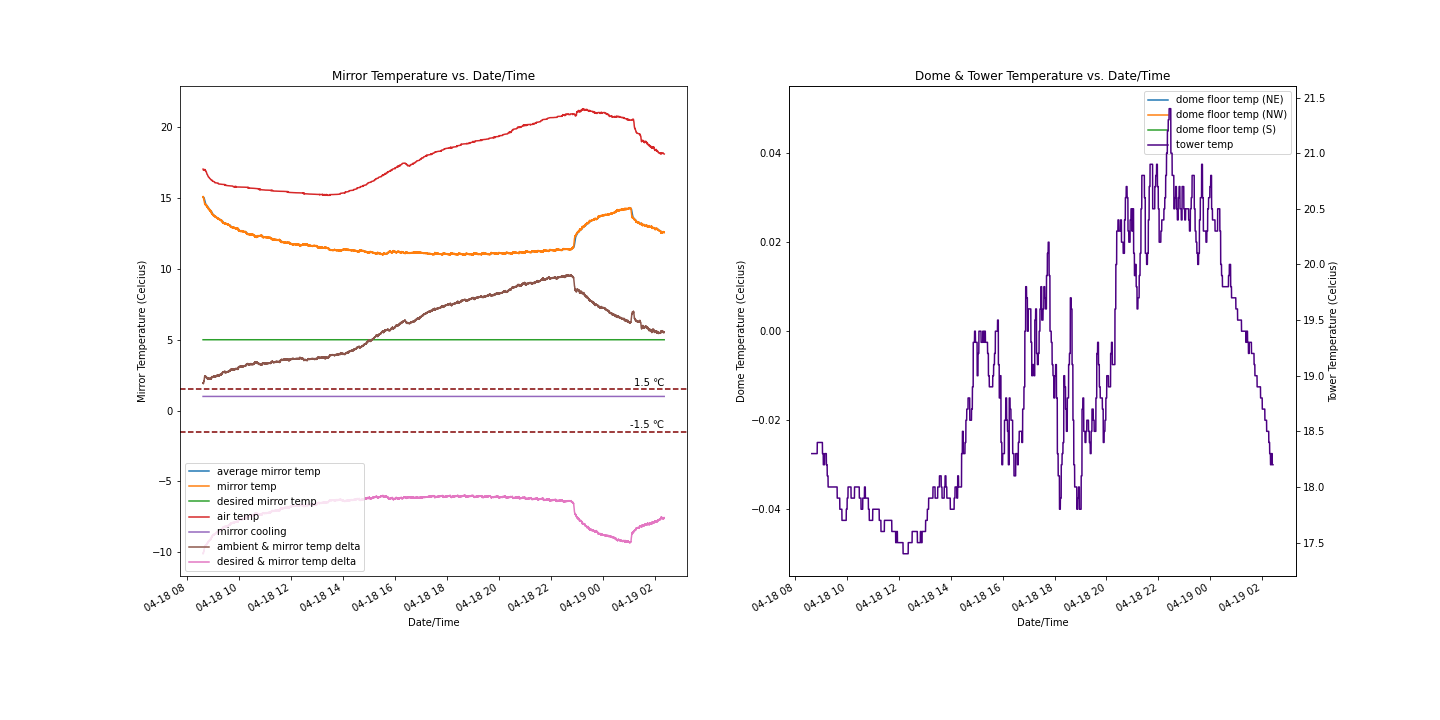 Mirror Temperature vs. Date/Time
Mirror Temperature (Celcius)
20
15
10
5
0
−5
−10
1.5 °C
-1.5 °C
average mirror temp
mirror temp
desired mirror temp
air temp
mirror cooling
ambient & mirror temp delta
desired & mirror temp delta
04-18 08
04-18 10
04-18 12
04-18 14
04-18 16
04-18 18
04-18 20
04-18 22
04-19 00
04-19 02
Date/Time
Dome & Tower Temperature vs. Date/Time
Dome Temperature (Celcius)
0.04
0.02
0.00
−0.02
−0.04
dome floor temp (NE)
dome floor temp (NW)
dome floor temp (S)
tower temp
21.5
21.0
20.5
20.0
19.5
19.0
18.5
18.0
17.5
Tower Temperature (Celcius)
04-18 08
04-18 10
04-18 12
04-18 14
04-18 16
04-18 18
04-18 20
04-18 22
04-19 00
04-19 02
Date/Time